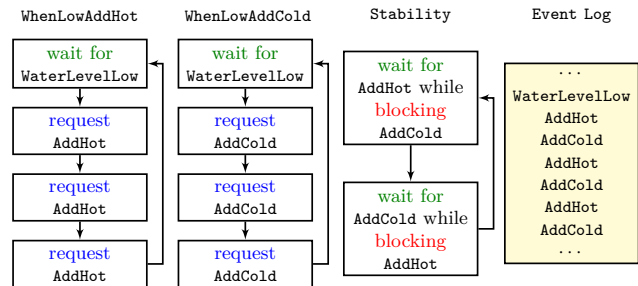 WhenLowAddHot
wait for
WaterLevelLow
request
AddHot
request
AddHot
request
AddHot
WhenLowAddCold
wait for
WaterLevelLow
request
AddCold
request
AddCold
request
AddCold
Stability
wait for
AddHot while
blocking
AddCold
wait for
AddCold while
blocking
AddHot
Event Log
...
WaterLevelLow
AddHot
AddCold
AddHot
AddCold
AddHot
AddCold
...